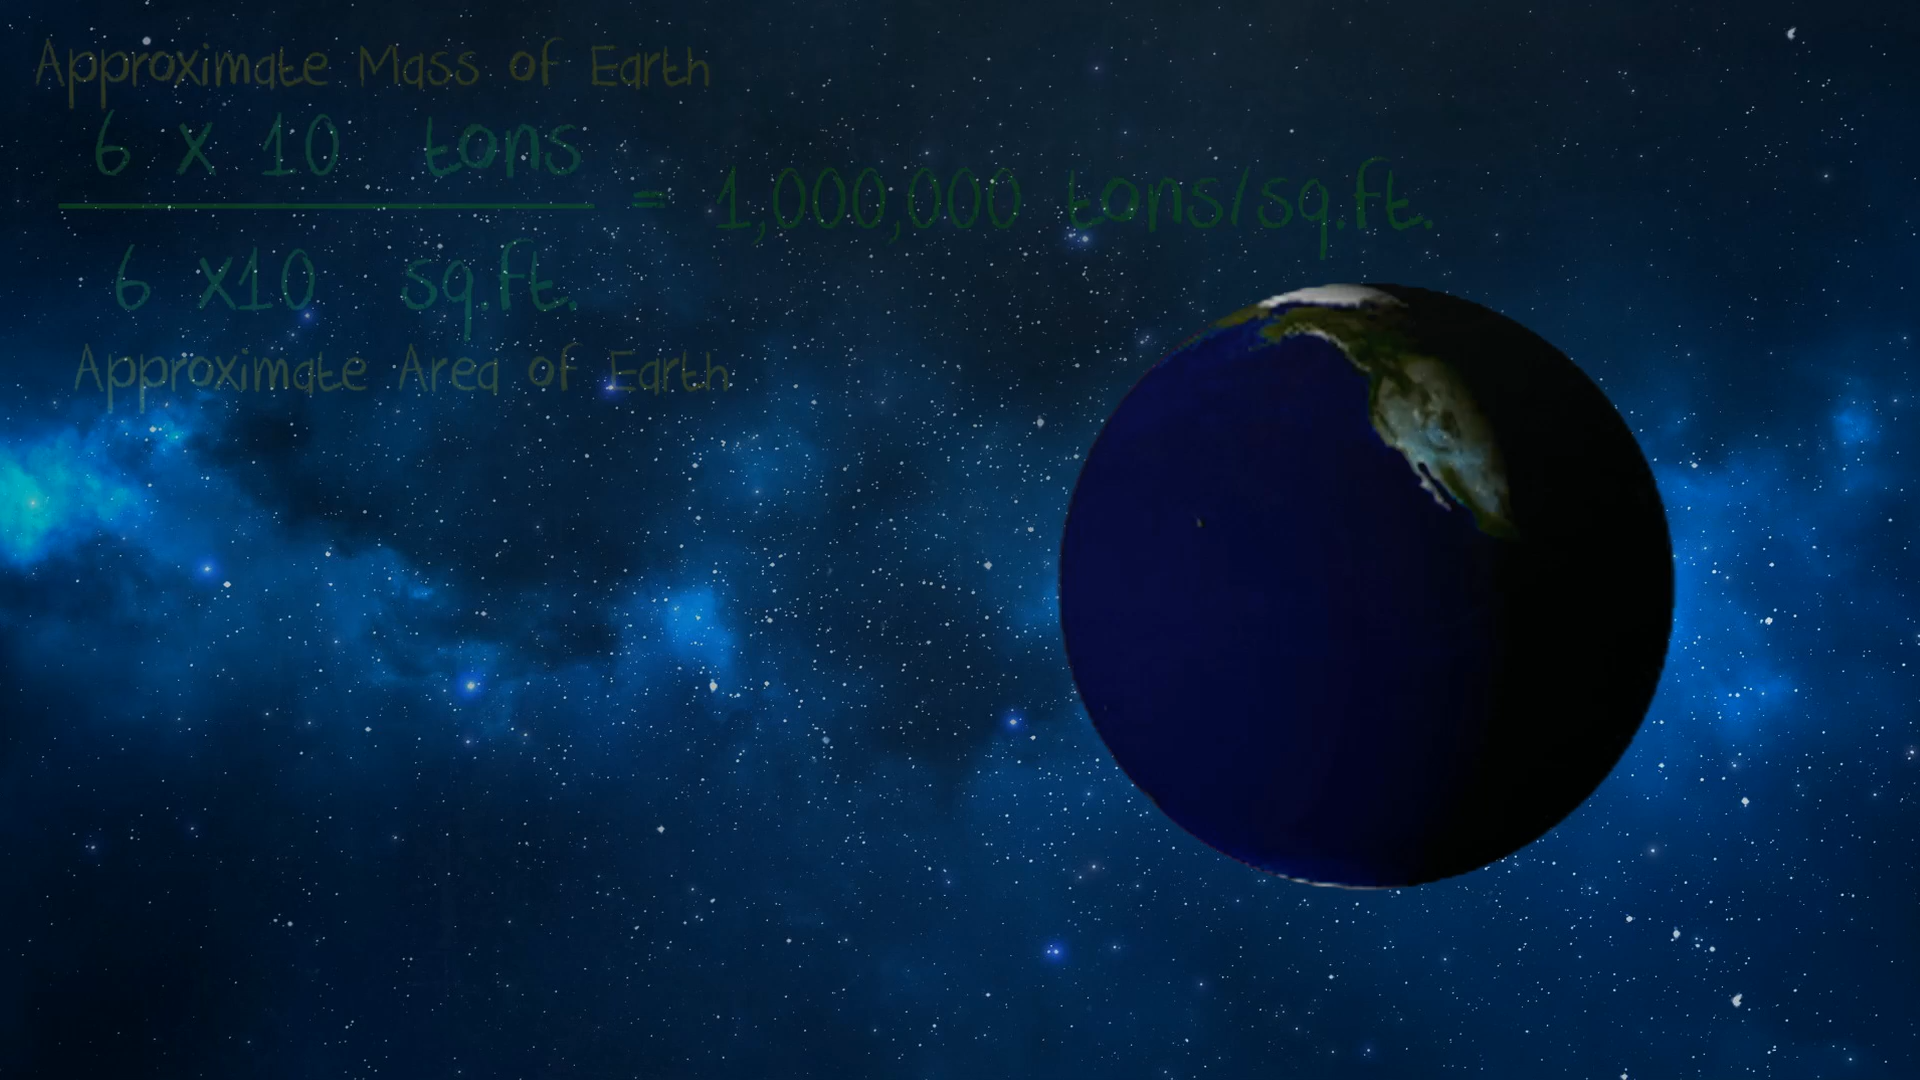 Approximate Mass of Earth
6 X 10 tons
= 1,000,000 tons/sq.ft.
6 X10 sq.ft.
Approximate Area of Earth